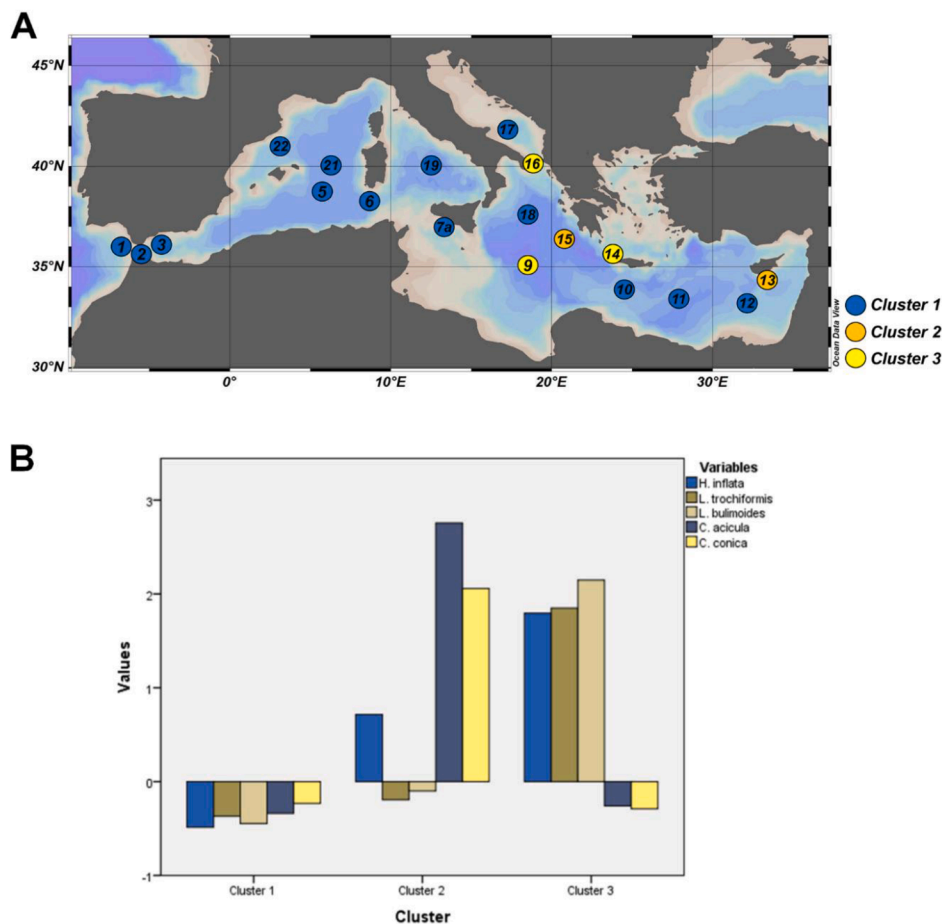 A
45°N
40°N
35°N
30°N
0°
10°E
20°E
30°E
22
21
5
6
19
17
16
7a
18
15
14
9
1
2
3
10
11
12
13
Ocean Data View
Cluster 1
Cluster 2
Cluster 3
B
Variables
H. inflata
L. trochiformis
L. bulimoides
C. acicula
C. conica
Values
3
2
1
0
-1
Cluster 1
Cluster 2
Cluster 3
Cluster